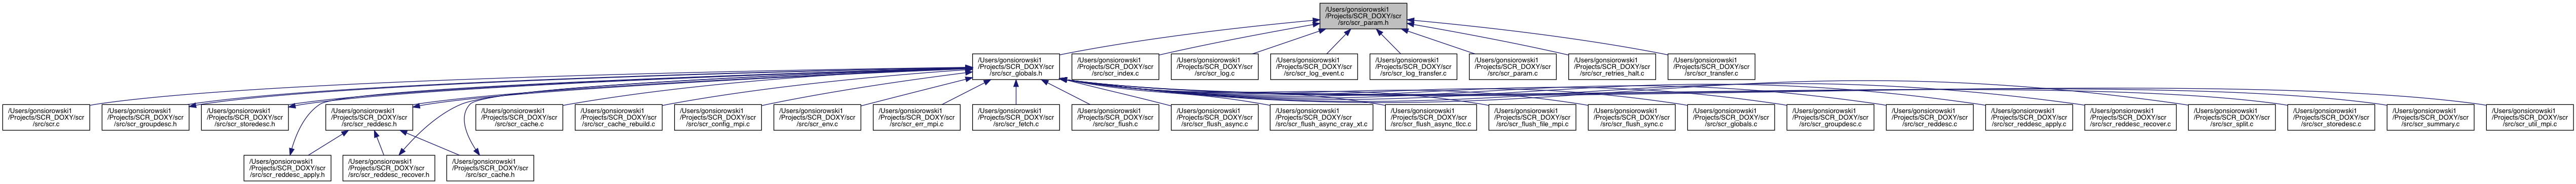 /Users/gonsiorowski1
/Projects/SCR_DOXY/scr
/src/scr_param.h
/Users/gonsiorowski1
/Projects/SCR_DOXY/scr
/src/scr_globals.h
/Users/gonsiorowski1
/Projects/SCR_DOXY/scr
/src/scr_index.c
/Users/gonsiorowski1
/Projects/SCR_DOXY/scr
/src/scr_log.c
/Users/gonsiorowski1
/Projects/SCR_DOXY/scr
/src/scr_log_event.c
/Users/gonsiorowski1
/Projects/SCR_DOXY/scr
/src/scr_log_transfer.c
/Users/gonsiorowski1
/Projects/SCR_DOXY/scr
/src/scr_param.c
/Users/gonsiorowski1
/Projects/SCR_DOXY/scr
/src/scr_retries_halt.c
/Users/gonsiorowski1
/Projects/SCR_DOXY/scr
/src/scr_transfer.c
/Users/gonsiorowski1
/Projects/SCR_DOXY/scr
/src/scr.c
/Users/gonsiorowski1
/Projects/SCR_DOXY/scr
/src/scr_groupdesc.h
/Users/gonsiorowski1
/Projects/SCR_DOXY/scr
/src/scr_storedesc.h
/Users/gonsiorowski1
/Projects/SCR_DOXY/scr
/src/scr_reddesc.h
/Users/gonsiorowski1
/Projects/SCR_DOXY/scr
/src/scr_cache.c
/Users/gonsiorowski1
/Projects/SCR_DOXY/scr
/src/scr_cache_rebuild.c
/Users/gonsiorowski1
/Projects/SCR_DOXY/scr
/src/scr_config_mpi.c
/Users/gonsiorowski1
/Projects/SCR_DOXY/scr
/src/scr_env.c
/Users/gonsiorowski1
/Projects/SCR_DOXY/scr
/src/scr_err_mpi.c
/Users/gonsiorowski1
/Projects/SCR_DOXY/scr
/src/scr_fetch.c
/Users/gonsiorowski1
/Projects/SCR_DOXY/scr
/src/scr_flush.c
/Users/gonsiorowski1
/Projects/SCR_DOXY/scr
/src/scr_flush_async.c
/Users/gonsiorowski1
/Projects/SCR_DOXY/scr
/src/scr_flush_async_cray_xt.c
/Users/gonsiorowski1
/Projects/SCR_DOXY/scr
/src/scr_flush_async_tlcc.c
/Users/gonsiorowski1
/Projects/SCR_DOXY/scr
/src/scr_flush_file_mpi.c
/Users/gonsiorowski1
/Projects/SCR_DOXY/scr
/src/scr_flush_sync.c
/Users/gonsiorowski1
/Projects/SCR_DOXY/scr
/src/scr_globals.c
/Users/gonsiorowski1
/Projects/SCR_DOXY/scr
/src/scr_groupdesc.c
/Users/gonsiorowski1
/Projects/SCR_DOXY/scr
/src/scr_reddesc.c
/Users/gonsiorowski1
/Projects/SCR_DOXY/scr
/src/scr_reddesc_apply.c
/Users/gonsiorowski1
/Projects/SCR_DOXY/scr
/src/scr_reddesc_recover.c
/Users/gonsiorowski1
/Projects/SCR_DOXY/scr
/src/scr_split.c
/Users/gonsiorowski1
/Projects/SCR_DOXY/scr
/src/scr_storedesc.c
/Users/gonsiorowski1
/Projects/SCR_DOXY/scr
/src/scr_summary.c
/Users/gonsiorowski1
/Projects/SCR_DOXY/scr
/src/scr_util_mpi.c
/Users/gonsiorowski1
/Projects/SCR_DOXY/scr
/src/scr_reddesc_apply.h
/Users/gonsiorowski1
/Projects/SCR_DOXY/scr
/src/scr_reddesc_recover.h
/Users/gonsiorowski1
/Projects/SCR_DOXY/scr
/src/scr_cache.h